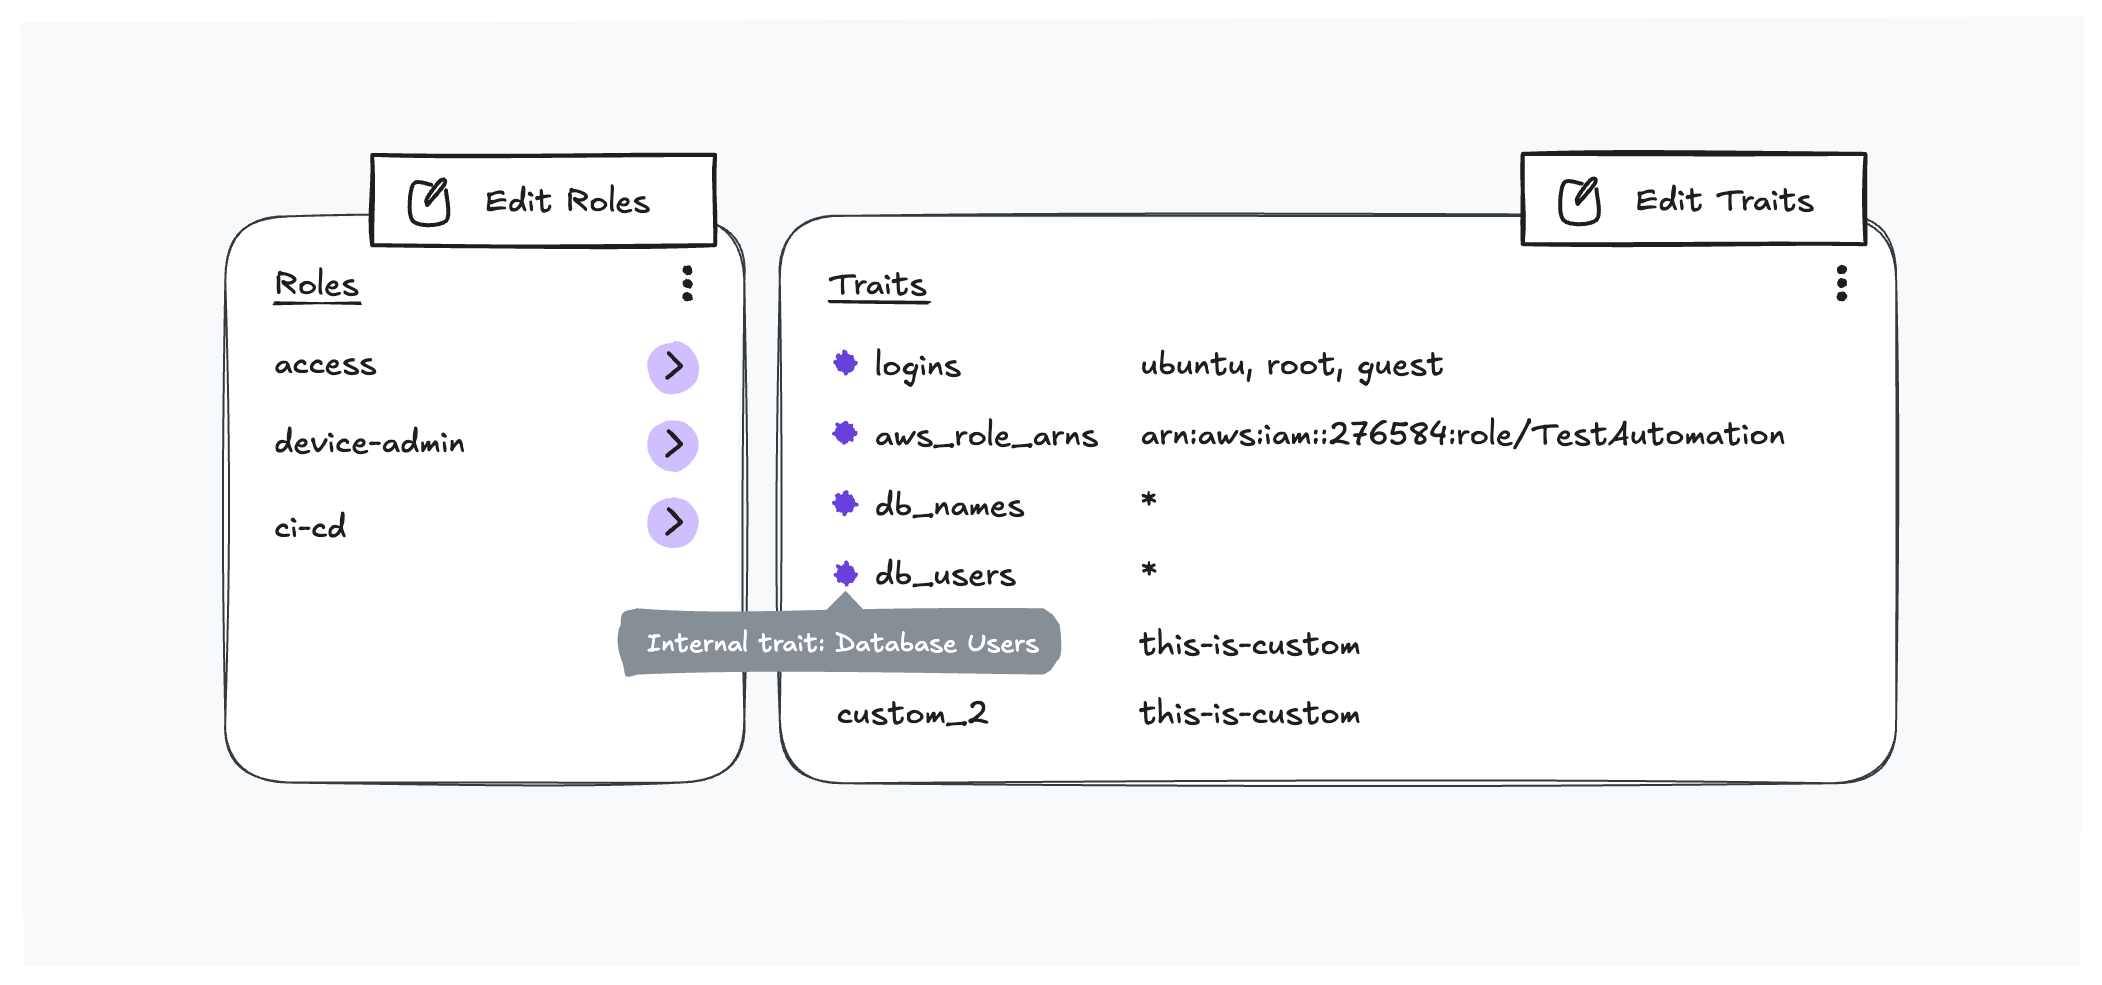 Edit Roles
Roles
access
device-admin
ci-cd
Edit Traits
Traits
logins ubuntu, root, guest
aws_role_arns arn:aws:iam::276584:role/TestAutomation
db_names *
db_users *
Internal trait: Database Users
this-is-custom
custom_2 this-is-custom